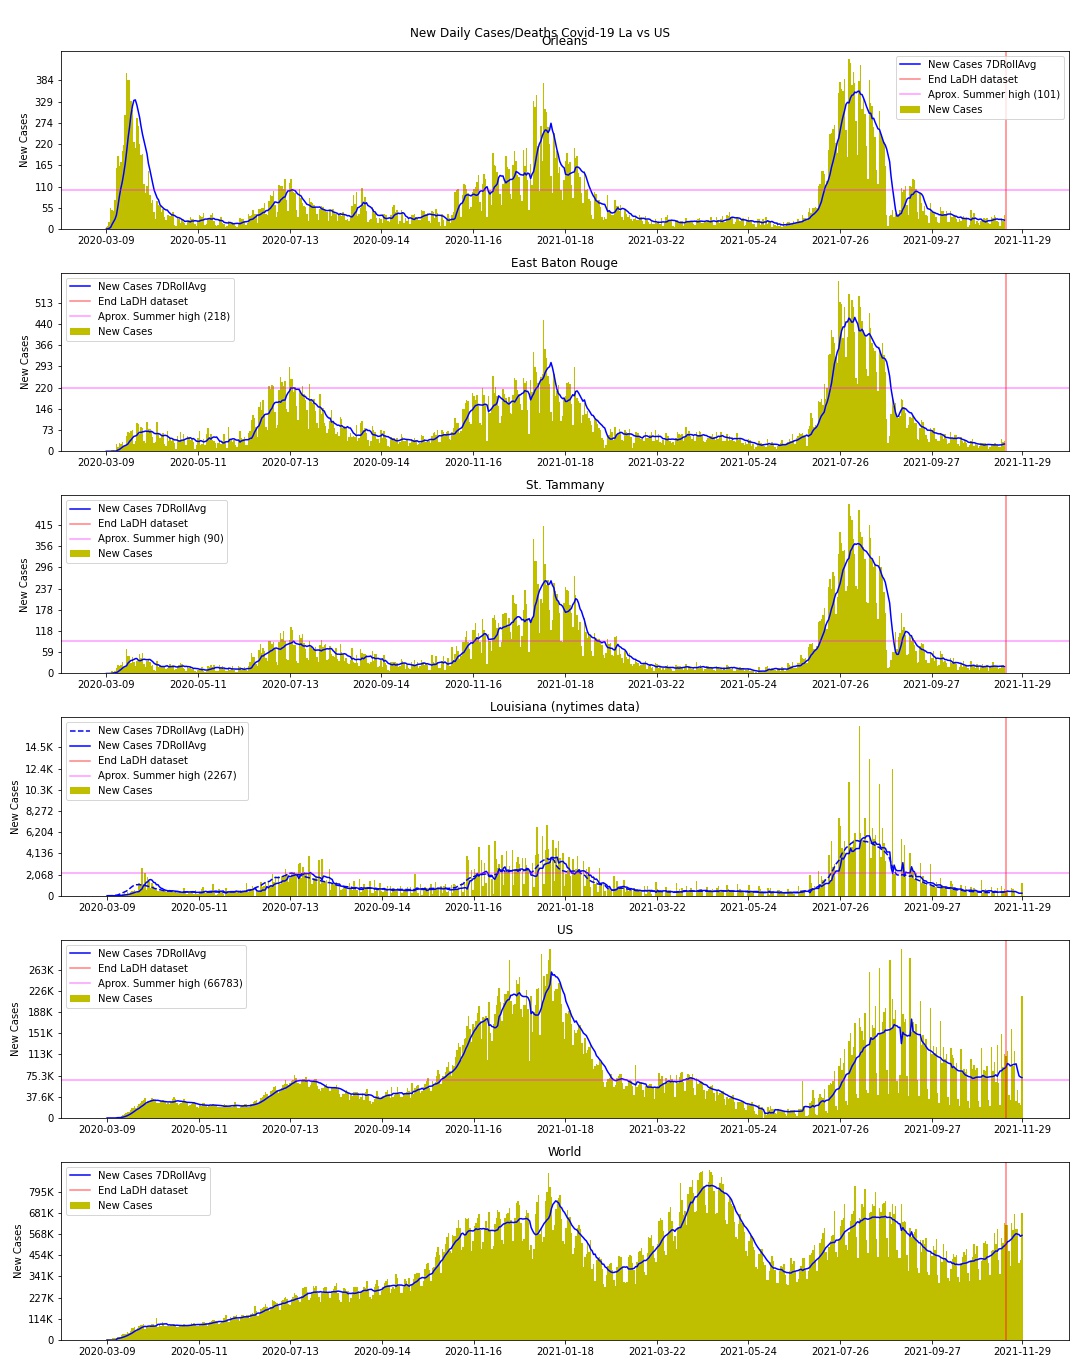 New Daily Cases/Deaths Covid-19 La vs US
Orleans
New Cases
384
329
274
220
165
110
55
0
New Cases 7DRollAvg
End LaDH dataset
Aprox. Summer high (101)
New Cases
2020-03-09 2020-05-11 2020-07-13 2020-09-14 2020-11-16 2021-01-18 2021-03-22 2021-05-24 2021-07-26 2021-09-27 2021-11-29
East Baton Rouge
New Cases
513
440
366
293
220
146
73
0
New Cases 7DRollAvg
End LaDH dataset
Aprox. Summer high (218)
New Cases
2020-03-09 2020-05-11 2020-07-13 2020-09-14 2020-11-16 2021-01-18 2021-03-22 2021-05-24 2021-07-26 2021-09-27 2021-11-29
St. Tammany
New Cases
415
356
296
237
178
118
59
0
New Cases 7DRollAvg
End LaDH dataset
Aprox. Summer high (90)
New Cases
2020-03-09 2020-05-11 2020-07-13 2020-09-14 2020-11-16 2021-01-18 2021-03-22 2021-05-24 2021-07-26 2021-09-27 2021-11-29
Louisiana (nytimes data)
New Cases
14.5K
12.4K
10.3K
8,272
6,204
4,136
2,068
0
New Cases 7DRollAvg (LaDH)
New Cases 7DRollAvg
End LaDH dataset
Aprox. Summer high (2267)
New Cases
2020-03-09 2020-05-11 2020-07-13 2020-09-14 2020-11-16 2021-01-18 2021-03-22 2021-05-24 2021-07-26 2021-09-27 2021-11-29
US
New Cases
263K
226K
188K
151K
113K
75.3K
37.6K
0
New Cases 7DRollAvg
End LaDH dataset
Aprox. Summer high (66783)
New Cases
2020-03-09 2020-05-11 2020-07-13 2020-09-14 2020-11-16 2021-01-18 2021-03-22 2021-05-24 2021-07-26 2021-09-27 2021-11-29
World
New Cases
795K
681K
568K
454K
341K
227K
114K
0
New Cases 7DRollAvg
End LaDH dataset
New Cases
2020-03-09 2020-05-11 2020-07-13 2020-09-14 2020-11-16 2021-01-18 2021-03-22 2021-05-24 2021-07-26 2021-09-27 2021-11-29